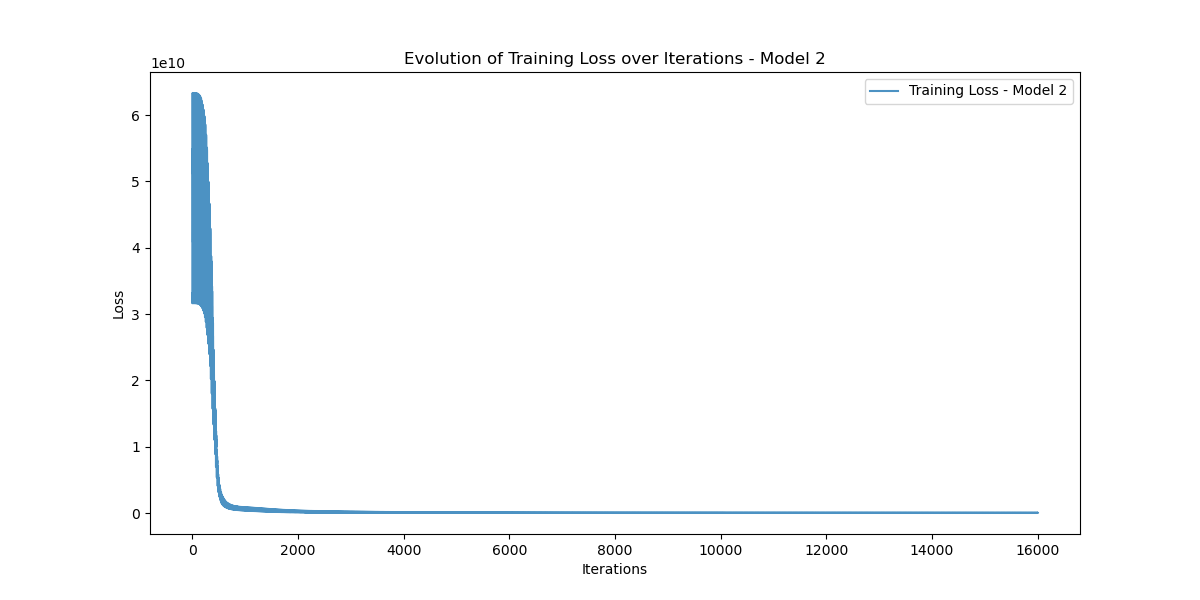 Evolution of Training Loss over Iterations - Model 2
1e10
Training Loss - Model 2
6
5
4
3
2
1
0
Loss
0 2000 4000 6000 8000 10000 12000 14000 16000
Iterations